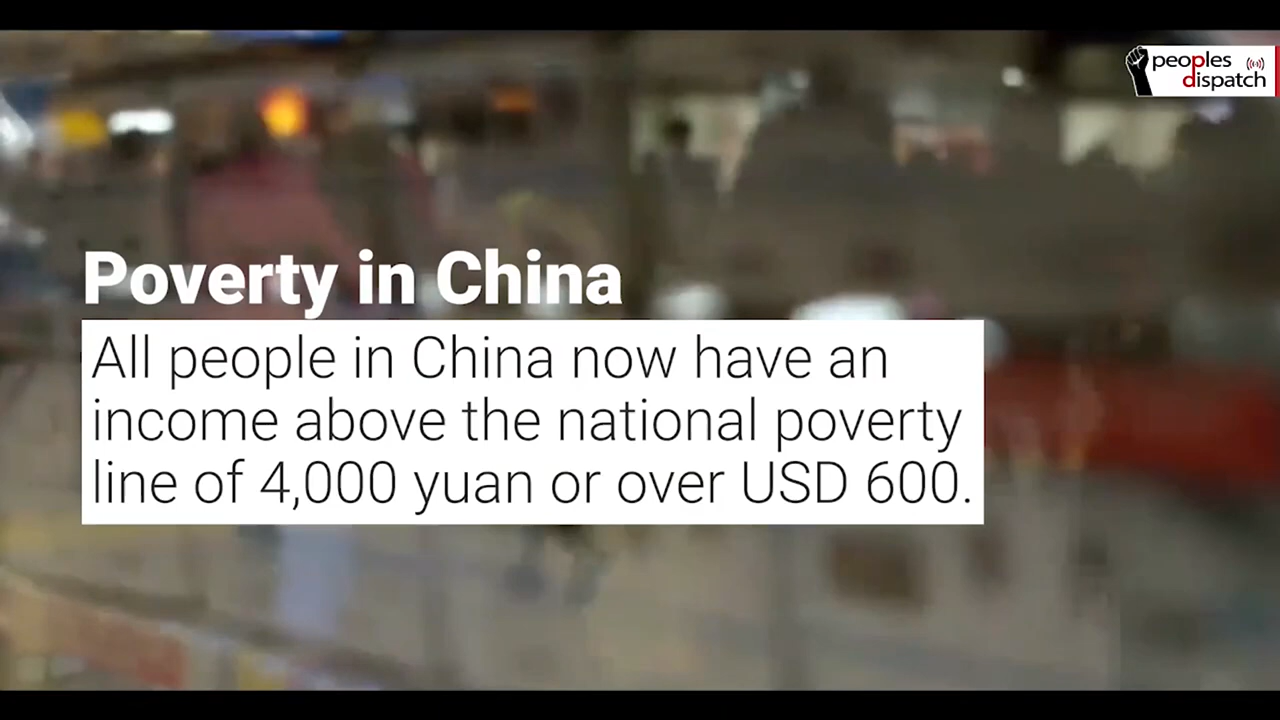 peoples
dispatch
Poverty in China
All people in China now have an
income above the national poverty
line of 4,000 yuan or over USD 600.